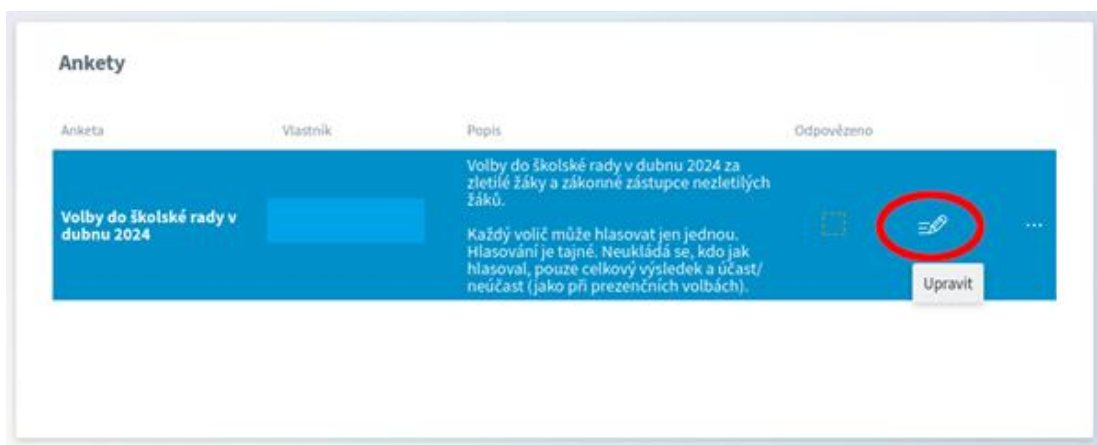 Ankety
Anketa
Vlastník
Popis
Odpovězeno
Volby do školské rady v
dubnu 2024
Volby do školské rady v dubnu 2024 za
zletilé žáky a zákonné zástupce nezletilých
žáků.
Každý volič může hlasovat jen jednou.
Hlasování je tajné. Neukládá se, kdo jak
hlasoval, pouze celkový výsledek a účast/
neúčast (jako při prezenčních volbách).
...
Upravit